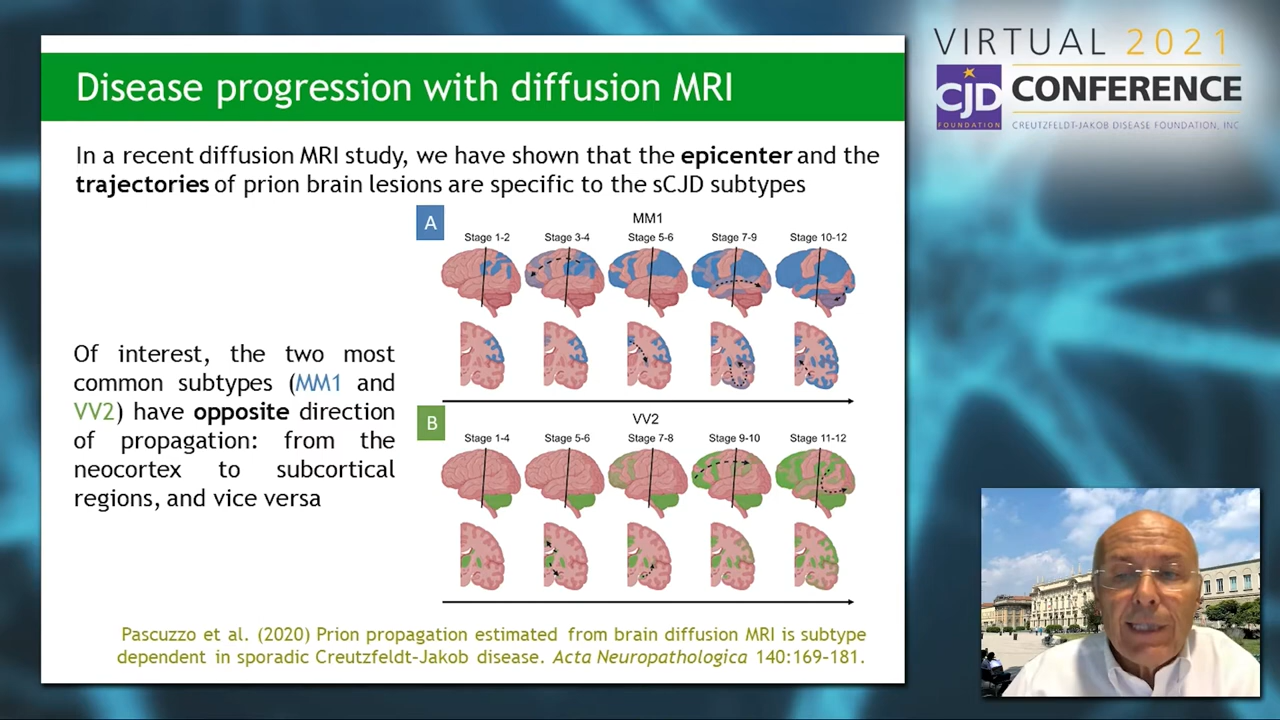 Disease progression with diffusion MRI
In a recent diffusion MRI study, we have shown that the epicenter and the
trajectories of prion brain lesions are specific to the sCJD subtypes
A
MM1
Stage 1-2 Stage 3-4 Stage 5-6 Stage 7-9 Stage 10-12
Of interest, the two most
common subtypes (MM1 and
VV2) have opposite direction
of propagation: from the
neocortex to subcortical
regions, and vice versa
B
VV2
Stage 1-4 Stage 5-6 Stage 7-8 Stage 9-10 Stage 11-12
Pascuzzo et al. (2020) Prion propagation estimated from brain diffusion MRI is subtype
dependent in sporadic Creutzfeldt–Jakob disease. Acta Neuropathologica 140:169–181.
VIRTUAL 2021
CJD
FOUNDATION
CONFERENCE
CREUTZFELDT-JAKOB DISEASE FOUNDATION, INC